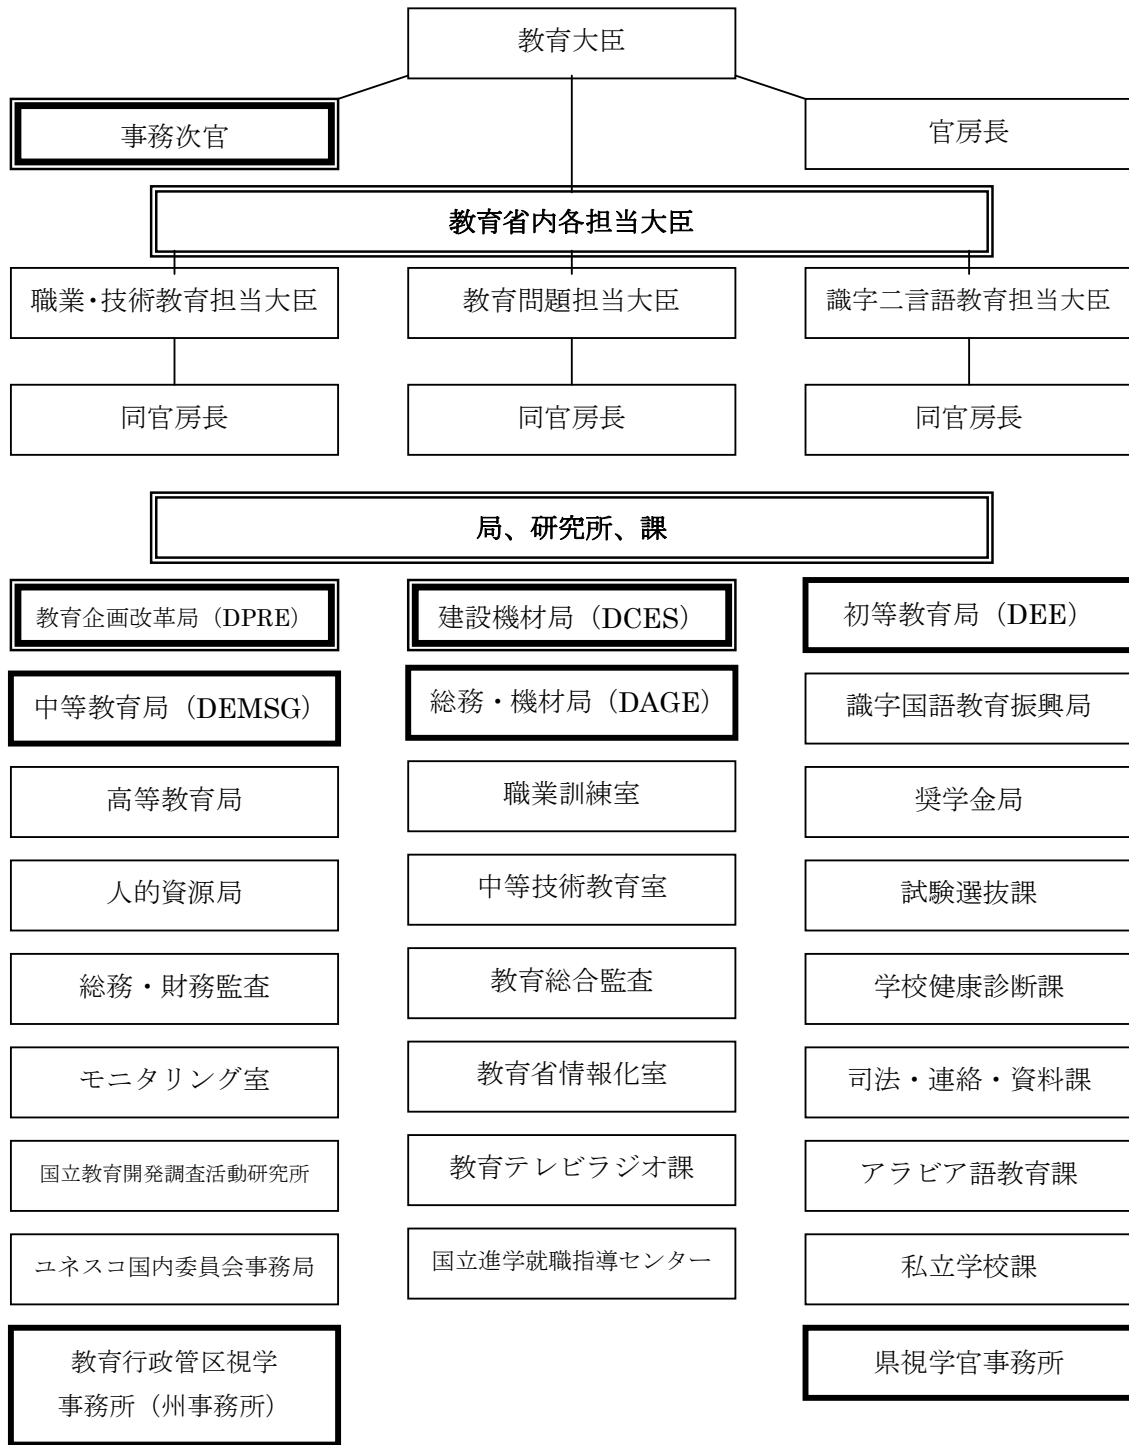 教育大臣
事務次官
官房長
教育省内各担当大臣
職業・技術教育担当大臣
教育問題担当大臣
識字二言語教育担当大臣
同官房長
同官房長
同官房長
局、研究所、課
教育企画改革局（DPRE）
建設機材局（DCES）
初等教育局（DEE）
中等教育局（DEMSG）
総務・機材局（DAGE）
識字国語教育振興局
高等教育局
職業訓練室
奨学金局
人的資源局
中等技術教育室
試験選抜課
総務・財務監査
教育総合監査
学校健康診断課
モニタリング室
教育省情報化室
司法・連絡・資料課
国立教育開発調査活動研究所
教育テレビラジオ課
アラビア語教育課
ユネスコ国内委員会事務局
国立進学就職指導センター
私立学校課
教育行政管区視学
事務所（州事務所）
県視学官事務所